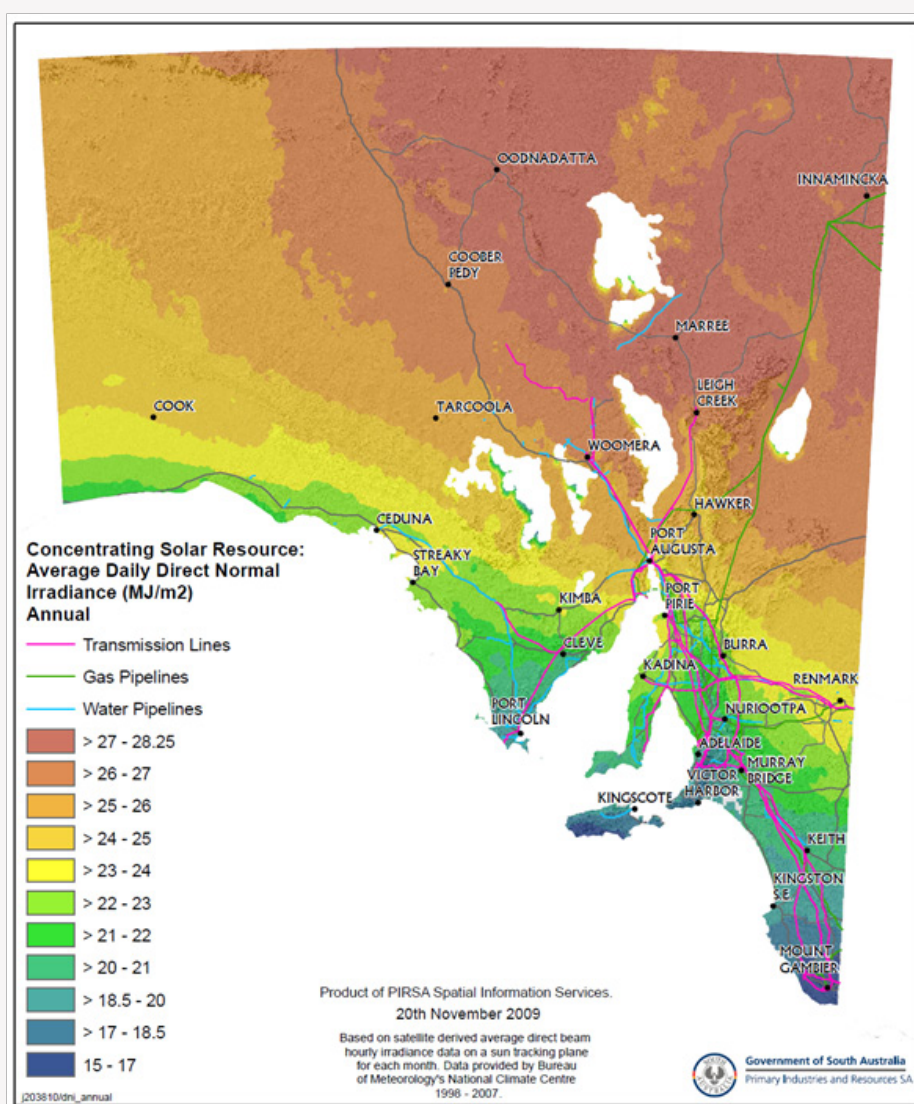 OODNADATTA
INNAMINCKA
COOBER
PEDY
MARREE
LEIGH
CREEK
COOK
TARCOOLA
WOOMERA
HAWKER
CEDUNA
PORT
AUGUSTA
STREAKY
BAY
KIMBA
PORT
PIRIE
CLEVE
BURRA
KADINA
RENMARK
PORT
LINCOLN
NURIOOTPA
ADELAIDE
MURRAY
BRIDGE
VICTOR
HARBOR
KINGSCOTE
KEITH
KINGSTON
S.E.
MOUNT
GAMBIER
Concentrating Solar Resource:
Average Daily Direct Normal
Irradiance (MJ/m2)
Annual
Transmission Lines
Gas Pipelines
Water Pipelines
> 27 - 28.25
> 26 - 27
> 25 - 26
> 24 - 25
> 23 - 24
> 22 - 23
> 21 - 22
> 20 - 21
> 18.5 - 20
> 17 - 18.5
15 - 17
Product of PIRSA Spatial Information Services.
20th November 2009
Based on satellite derived average direct beam
hourly irradiance data on a sun tracking plane
for each month. Data provided by Bureau
of Meteorology's National Climate Centre
1998 - 2007.
Government of South Australia
Primary Industries and Resources SA
j203810/dni_annual